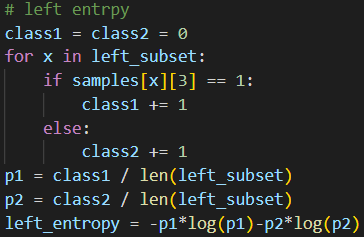 # left entrpy
class1 = class2 = 0
for x in left_subset:
    if samples[x][3] == 1:
        class1 += 1
    else:
        class2 += 1
p1 = class1 / len(left_subset)
p2 = class2 / len(left_subset)
left_entropy = -p1*log(p1)-p2*log(p2)